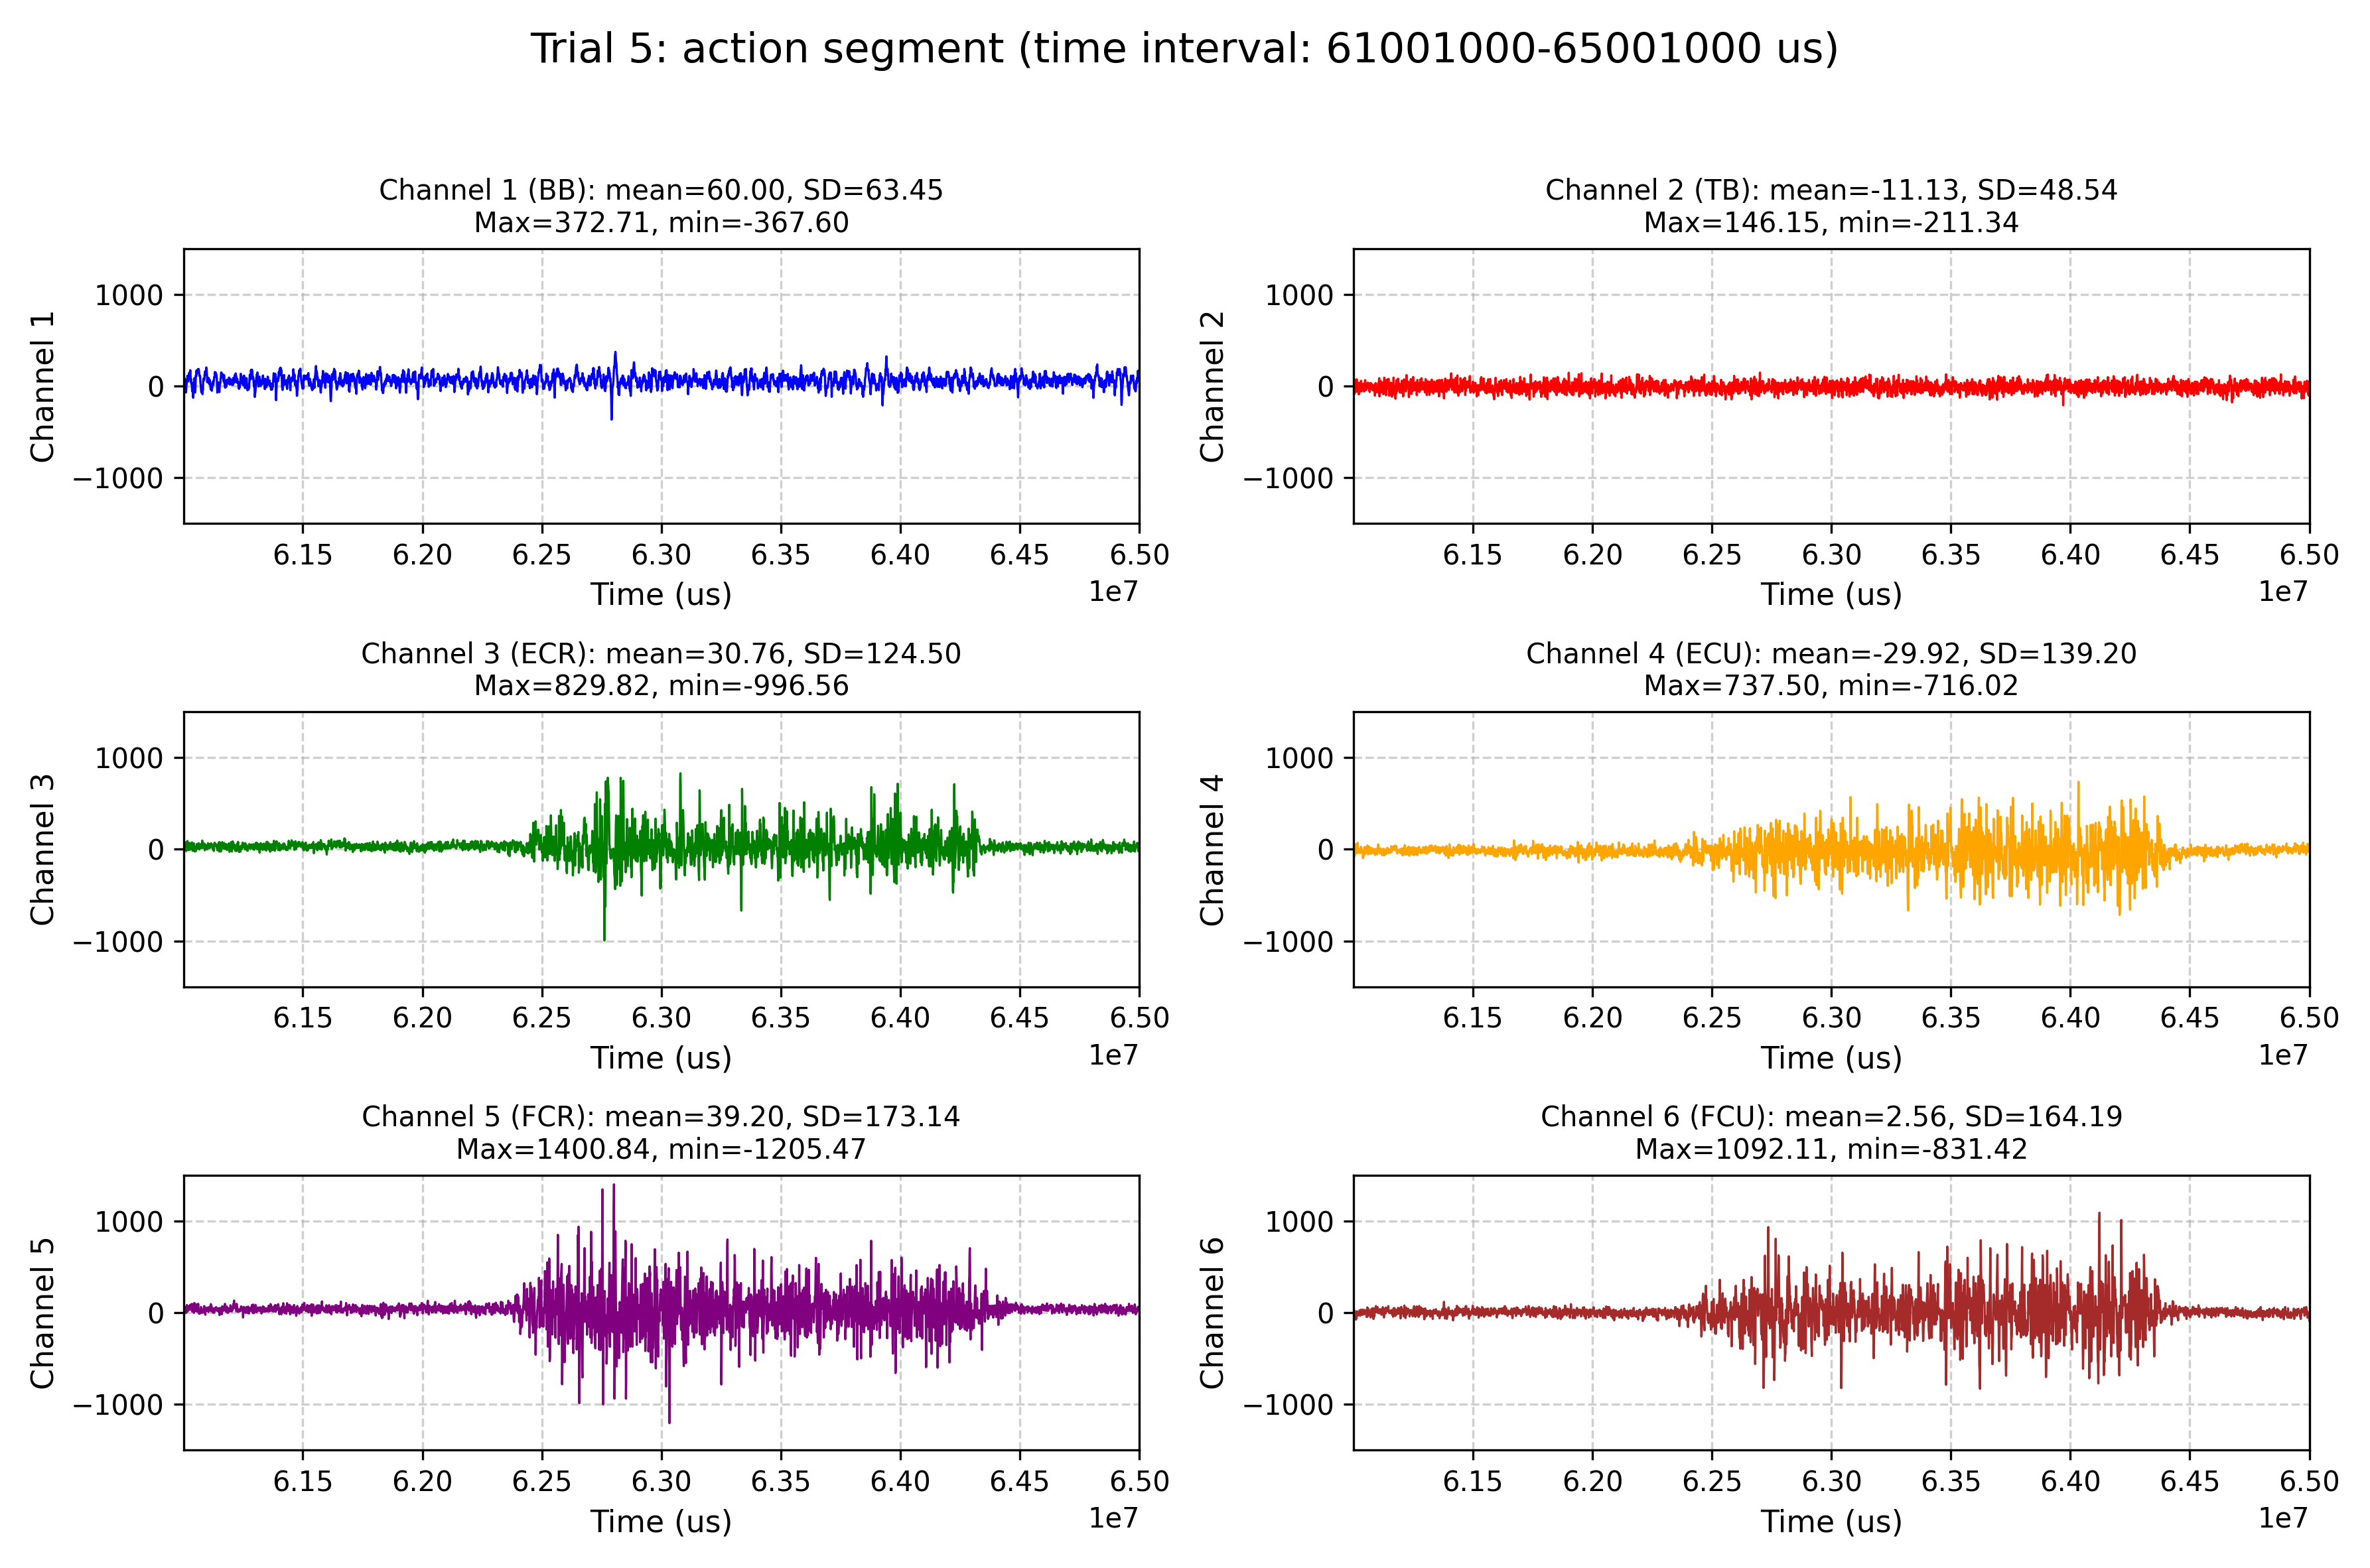 Trial 5: action segment (time interval: 61001000-65001000 us)
Channel 1 (BB): mean=60.00, SD=63.45
Max=372.71, min=-367.60
Channel 1
1000
0
−1000
6.15 6.20 6.25 6.30 6.35 6.40 6.45 6.50
Time (us)
1e7
Channel 2 (TB): mean=-11.13, SD=48.54
Max=146.15, min=-211.34
Channel 2
1000
0
−1000
6.15 6.20 6.25 6.30 6.35 6.40 6.45 6.50
Time (us)
1e7
Channel 3 (ECR): mean=30.76, SD=124.50
Max=829.82, min=-996.56
Channel 3
1000
0
−1000
6.15 6.20 6.25 6.30 6.35 6.40 6.45 6.50
Time (us)
1e7
Channel 4 (ECU): mean=-29.92, SD=139.20
Max=737.50, min=-716.02
Channel 4
1000
0
−1000
6.15 6.20 6.25 6.30 6.35 6.40 6.45 6.50
Time (us)
1e7
Channel 5 (FCR): mean=39.20, SD=173.14
Max=1400.84, min=-1205.47
Channel 5
1000
0
−1000
6.15 6.20 6.25 6.30 6.35 6.40 6.45 6.50
Time (us)
1e7
Channel 6 (FCU): mean=2.56, SD=164.19
Max=1092.11, min=-831.42
Channel 6
1000
0
−1000
6.15 6.20 6.25 6.30 6.35 6.40 6.45 6.50
Time (us)
1e7